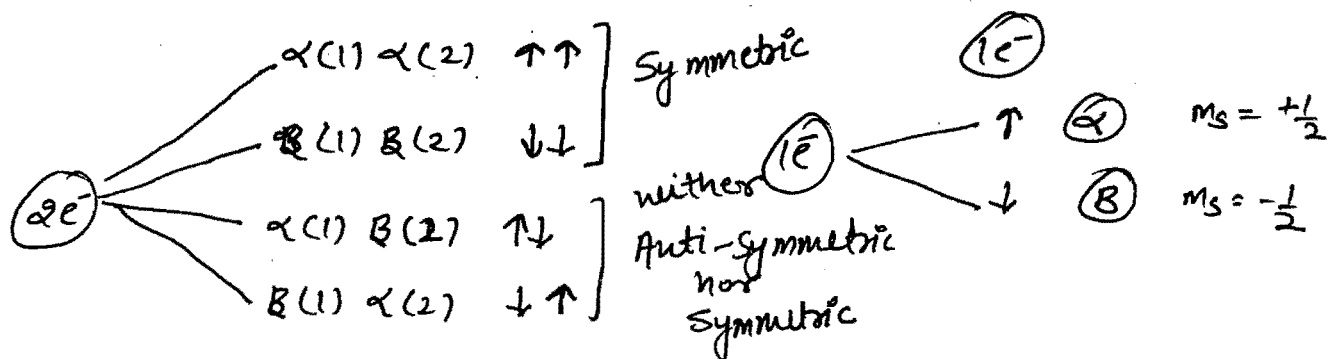 2e⁻
α(1) α(2) ↑↑
β(1) β(2) ↓↓
α(1) β(2) ↑↓
β(1) α(2) ↓↑
Symmetric
neither
Anti-Symmetric
nor
Symmetric
1e⁻
1e⁻
↑ α ms = +1/2
↓ β ms = -1/2